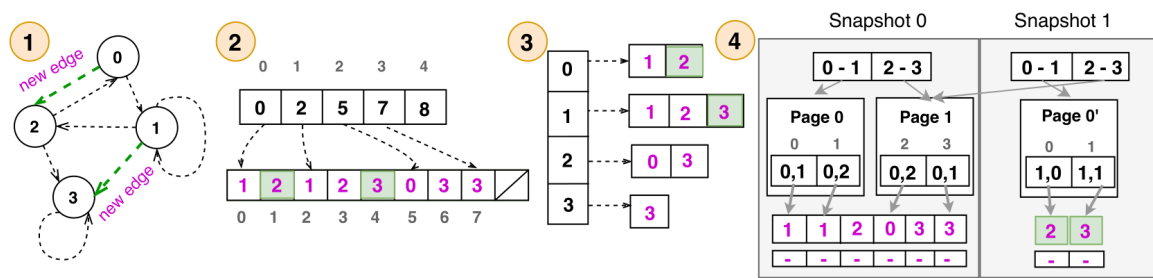 1
new edge
0
2
1
3
new edge
2
0 1 2 3 4
0 2 5 7 8
1 2 1 2 3 0 3 3
0 1 2 3 4 5 6 7
3
0 1 2
1 1 2 3
2 0 3
3 3
4
Snapshot 0
0 - 1 2 - 3
Page 0 Page 1
0 1 2 3
0,1 0,2 0,2 0,1
1 1 2 0 3 3
- - - - - -
Snapshot 1
0 - 1 2 - 3
Page 0'
0 1
1,0 1,1
2 3
- -